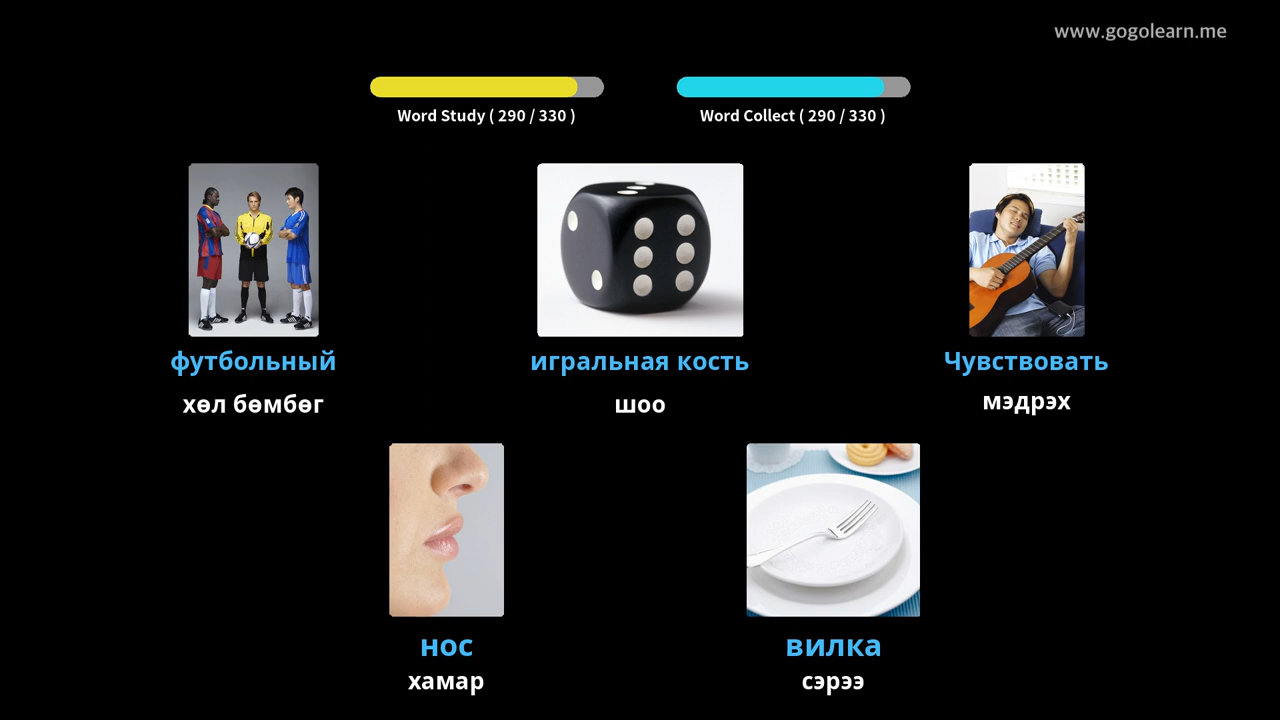 www.gogolearn.me
Word Study ( 290 / 330 )
Word Collect ( 290 / 330 )
футбольный
игральная кость
Чувствовать
хөл бөмбөг
шоо
мэдрэх
нос
вилка
хамар
сэрээ